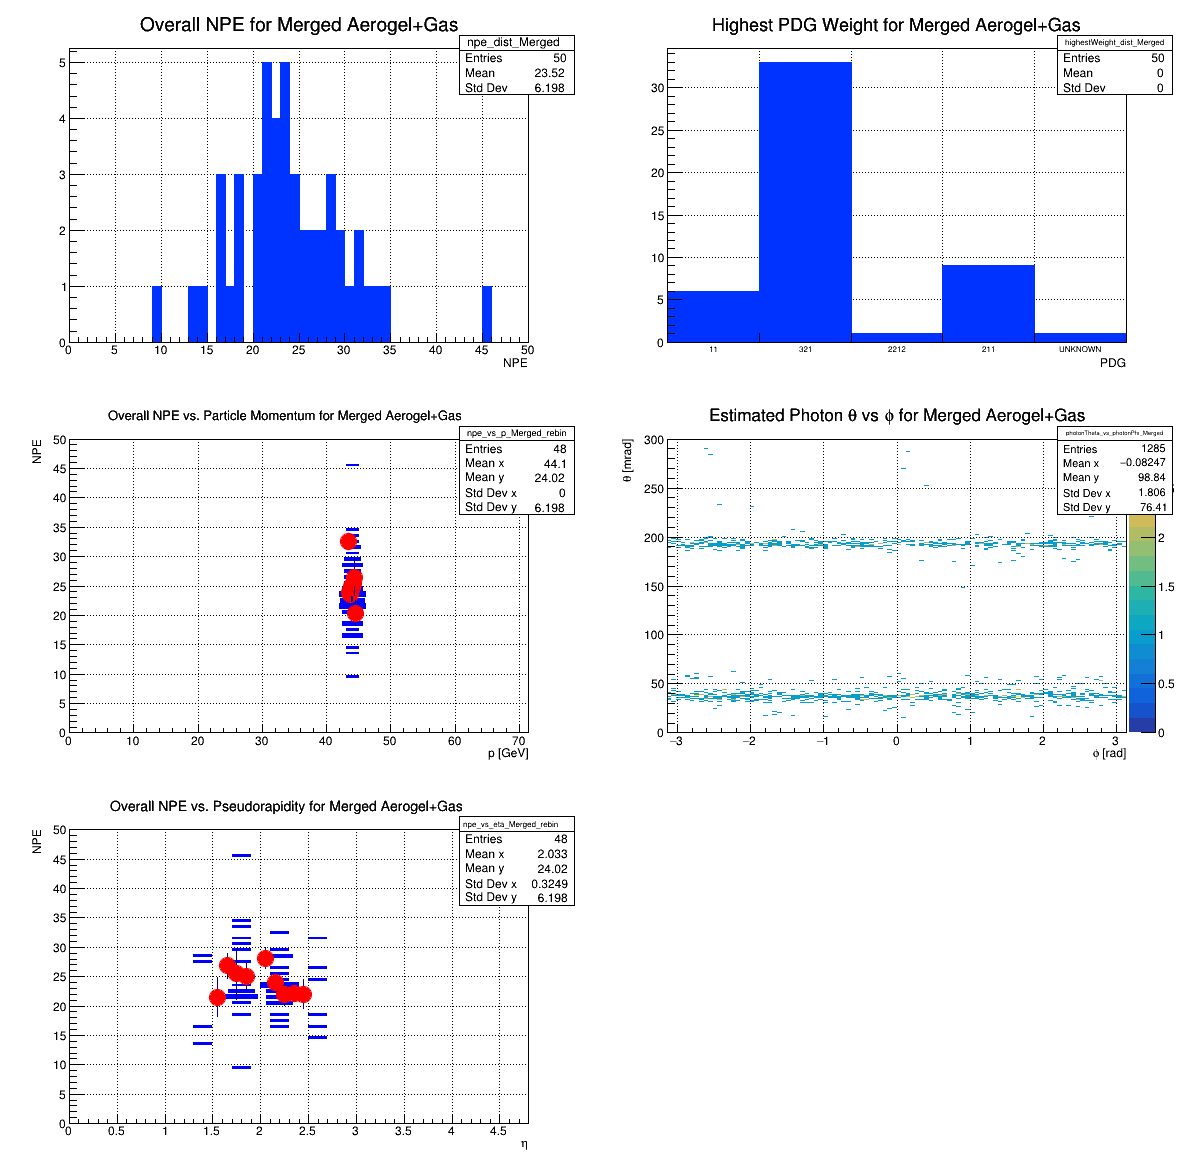 Overall NPE for Merged Aerogel+Gas
npe_dist_Merged
Entries 50
Mean 23.52
Std Dev 6.198
5
4
3
2
1
0
0 5 10 15 20 25 30 35 40 45 50
NPE
Highest PDG Weight for Merged Aerogel+Gas
highestWeight_dist_Merged
Entries 50
Mean 0
Std Dev 0
30
25
20
15
10
5
0
11 321 2212 211 UNKNOWN
PDG
Overall NPE vs. Particle Momentum for Merged Aerogel+Gas
npe_vs_p_Merged_rebin
Entries 48
Mean x 44.1
Mean y 24.02
Std Dev x 0
Std Dev y 6.198
NPE
50
45
40
35
30
25
20
15
10
5
0
0 10 20 30 40 50 60 70
p [GeV]
Estimated Photon θ vs ϕ for Merged Aerogel+Gas
photonTheta_vs_photonPhi_Merged
Entries 1285
Mean x −0.08247
Mean y 98.84
Std Dev x 1.806
Std Dev y 76.41
θ [mrad]
300
250
200
150
100
50
0
−3 −2 −1 0 1 2 3
ϕ [rad]
2
1.5
1
0.5
0
Overall NPE vs. Pseudorapidity for Merged Aerogel+Gas
npe_vs_eta_Merged_rebin
Entries 48
Mean x 2.033
Mean y 24.02
Std Dev x 0.3249
Std Dev y 6.198
NPE
50
45
40
35
30
25
20
15
10
5
0
0 0.5 1 1.5 2 2.5 3 3.5 4 4.5
η